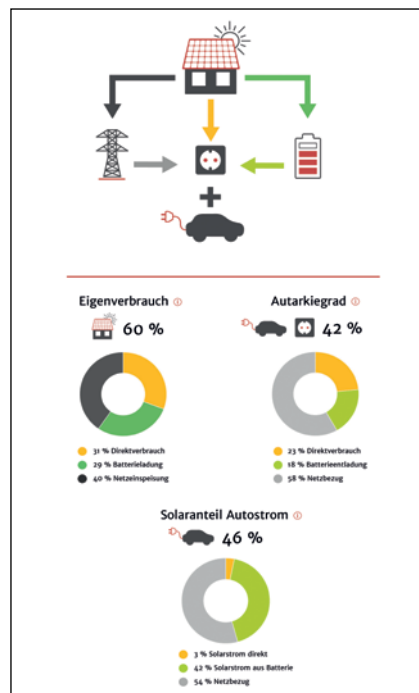 Eigenverbrauch
60 %
31 % Direktverbrauch
29 % Batterieladung
40 % Netzeinspeisung
Autarkiegrad
42 %
23 % Direktverbrauch
18 % Batterieentladung
58 % Netzbezug
Solaranteil Autostrom
46 %
3 % Solarstrom direkt
42 % Solarstrom aus Batterie
54 % Netzbezug